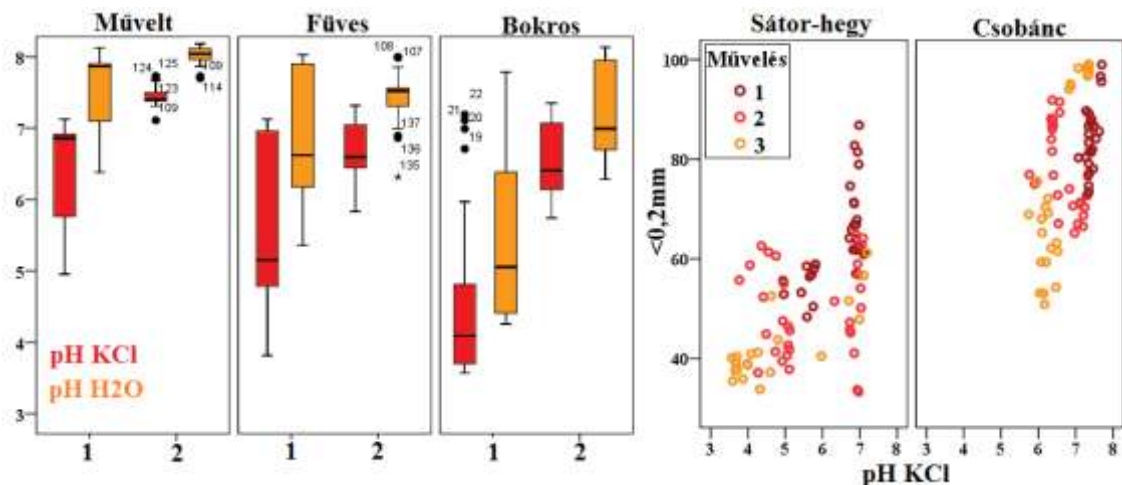 Művelt
Füves
Bokros
8
7
6
5
4
3
124
125
123
109
109
114
108
107
137
136
135
21
22
20
19
pH KCl
pH H2O
1
2
1
2
1
2
Sátor-hegy
Csobánc
Művelés
1
2
3
<0,2mm
100
80
60
40
3 4 5 6 7 8
3 4 5 6 7 8
pH KCl